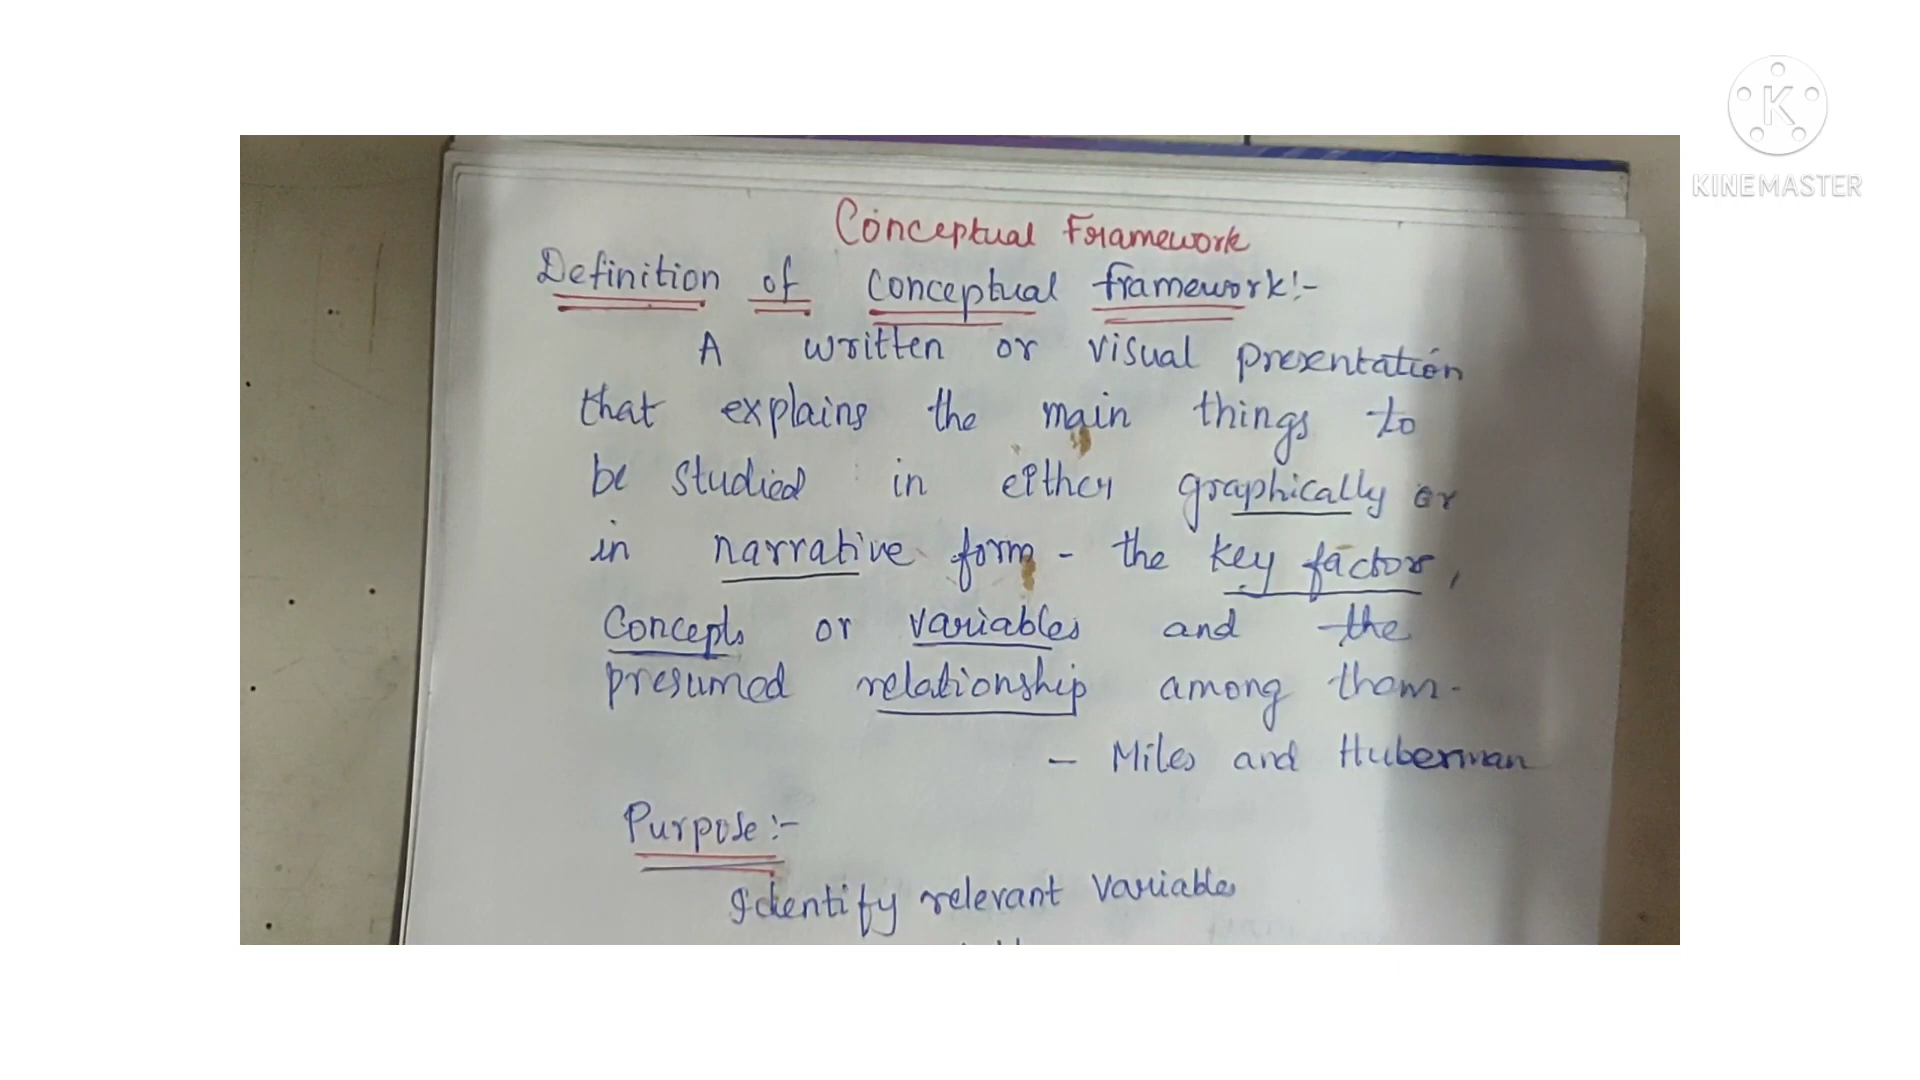 KINEMASTER
Conceptual Framework
Definition of conceptual framework:-
A written or visual presentation
that explains the main things to
be studied in either graphically or
in narrative form - the key factor,
Concepts or variables and the
presumed relationship among them.
- Miles and Huberman
Purpose:-
Identify relevant variables